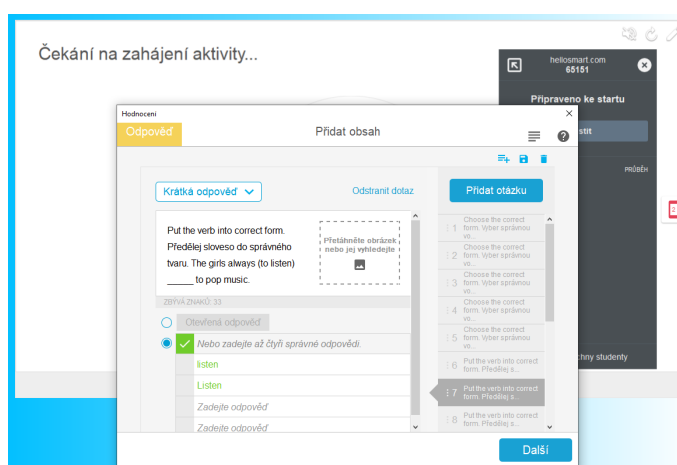 Čekání na zahájení aktivity...
hellosmart.com
65151
Připraveno ke startu
stit
PRŮBĚH
2
chny studenty
Hodnocení
Odpověď
Přidat obsah
Krátká odpověď
Odstranit dotaz
Přidat otázku
Put the verb into correct form.
Předělej sloveso do správného
tvaru. The girls always (to listen)
_____ to pop music.
Přetáhněte obrázek
nebo jej vyhledejte
ZBÝVÁ ZNAKŮ: 33
Otevřená odpověď
Nebo zadejte až čtyři správné odpovědi.
listen
Listen
Zadejte odpověď
Zadejte odpověď
1 Choose the correct
form. Vyber správnou
vo...
2 Choose the correct
form. Vyber správnou
vo...
3 Choose the correct
form. Vyber správnou
vo...
4 Choose the correct
form. Vyber správnou
vo...
5 Choose the correct
form. Vyber správnou
vo...
6 Put the verb into correct
form. Předělej s...
7 Put the verb into correct
form. Předělej s...
8 Put the verb into correct
form. Předělej s...
Další